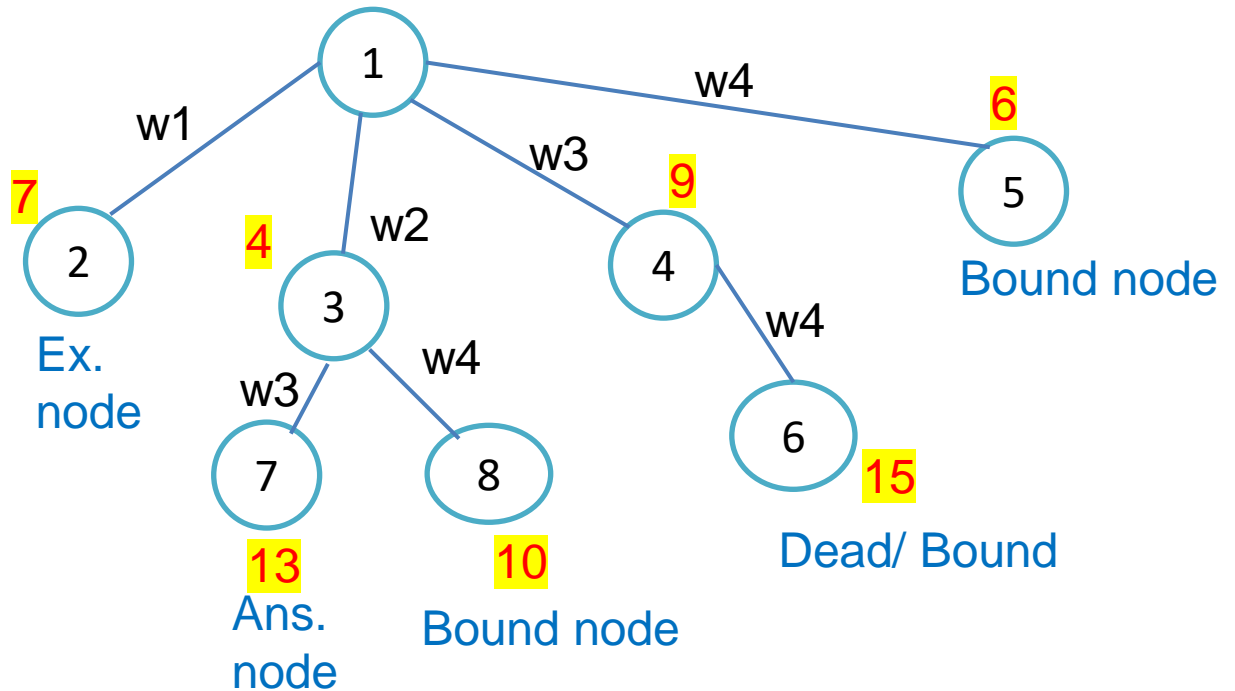 1
w4
6
w1
w3
7
9
5
2
4
w2
4
Bound node
3
w4
Ex.
node
w4
w3
7
8
6
15
13
10
Dead/ Bound
Ans.
node
Bound node